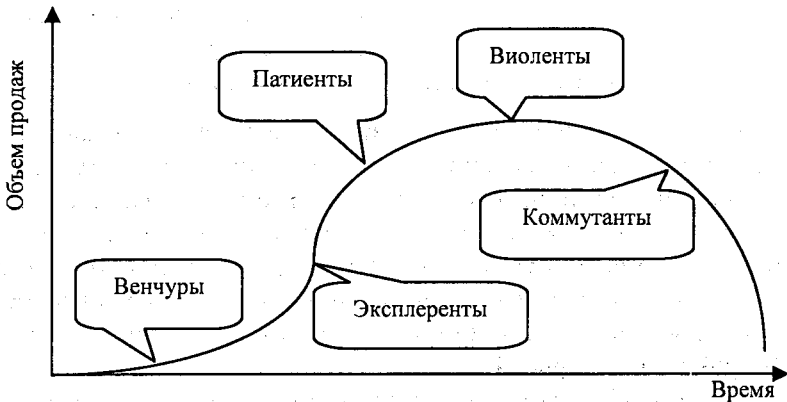 Объем продаж
Патиенты
Виоленты
Коммутанты
Венчуры
Эксплеренты
Время